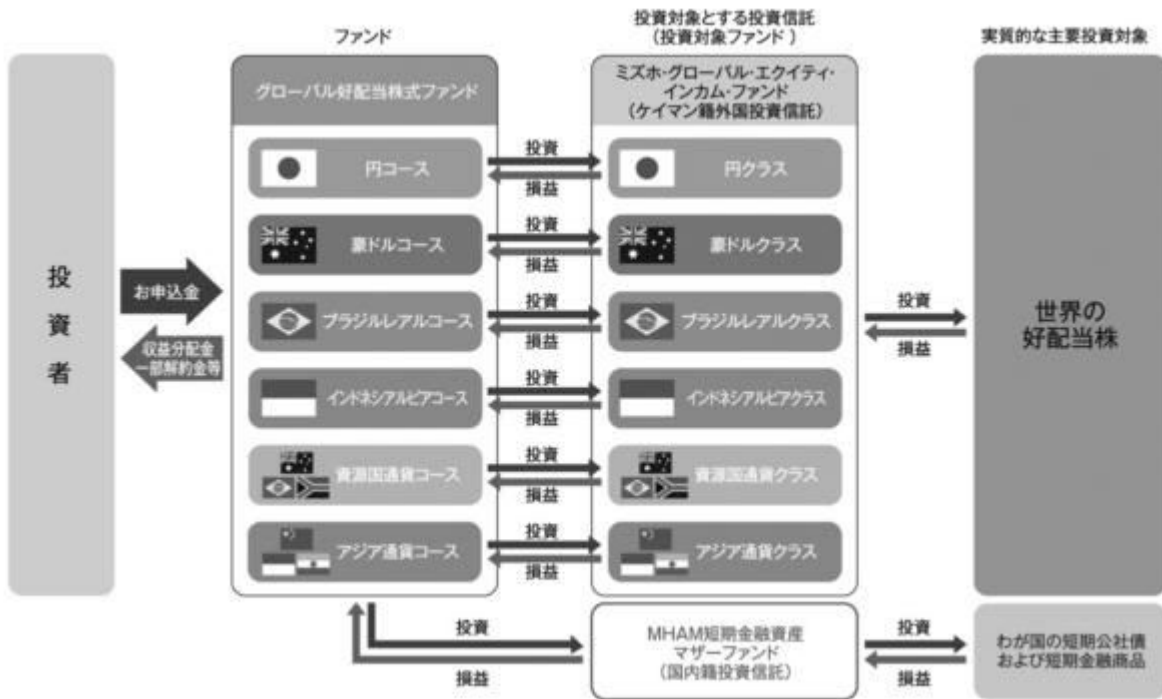 ファンド
投資対象とする投資信託
(投資対象ファンド)
実質的な主要投資対象
投資者
お申込金
収益分配金
一部解約金等
グローバル好配当株式ファンド
ミズホ・グローバル・エクイティ・
インカム・ファンド
(ケイマン籍外国投資信託)
円コース
投資
損益
円クラス
豪ドルコース
投資
損益
豪ドルクラス
ブラジルレアルコース
投資
損益
ブラジルレアルクラス
インドネシアルピアコース
投資
損益
インドネシアルピアクラス
資源国通貨コース
投資
損益
資源国通貨クラス
アジア通貨コース
投資
損益
アジア通貨クラス
投資
損益
世界の
好配当株
投資
損益
MHAM短期金融資産
マザーファンド
(国内籍投資信託)
投資
損益
わが国の短期公社債
および短期金融商品